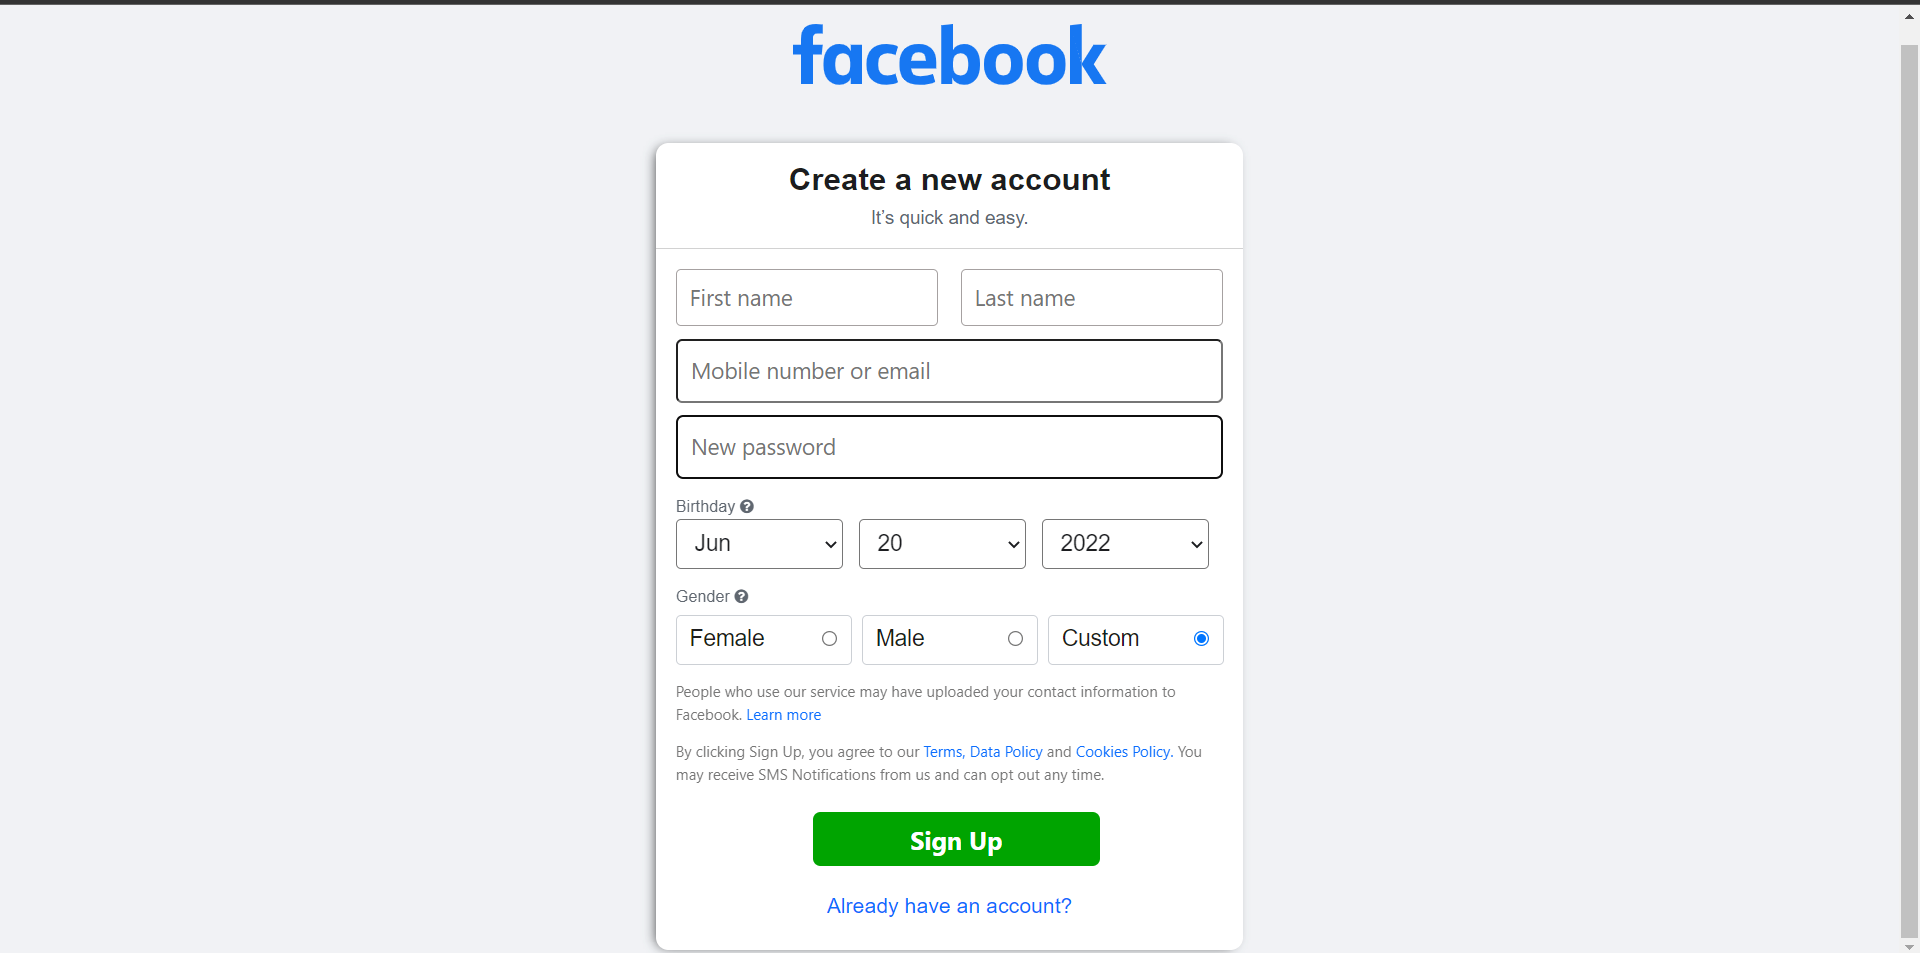 facebook
Create a new account
It’s quick and easy.
First name Last name
Mobile number or email
New password
Birthday
Jun 20 2022
Gender
Female Male Custom
People who use our service may have uploaded your contact information to
Facebook. Learn more
By clicking Sign Up, you agree to our Terms, Data Policy and Cookies Policy. You
may receive SMS Notifications from us and can opt out any time.
Sign Up
Already have an account?